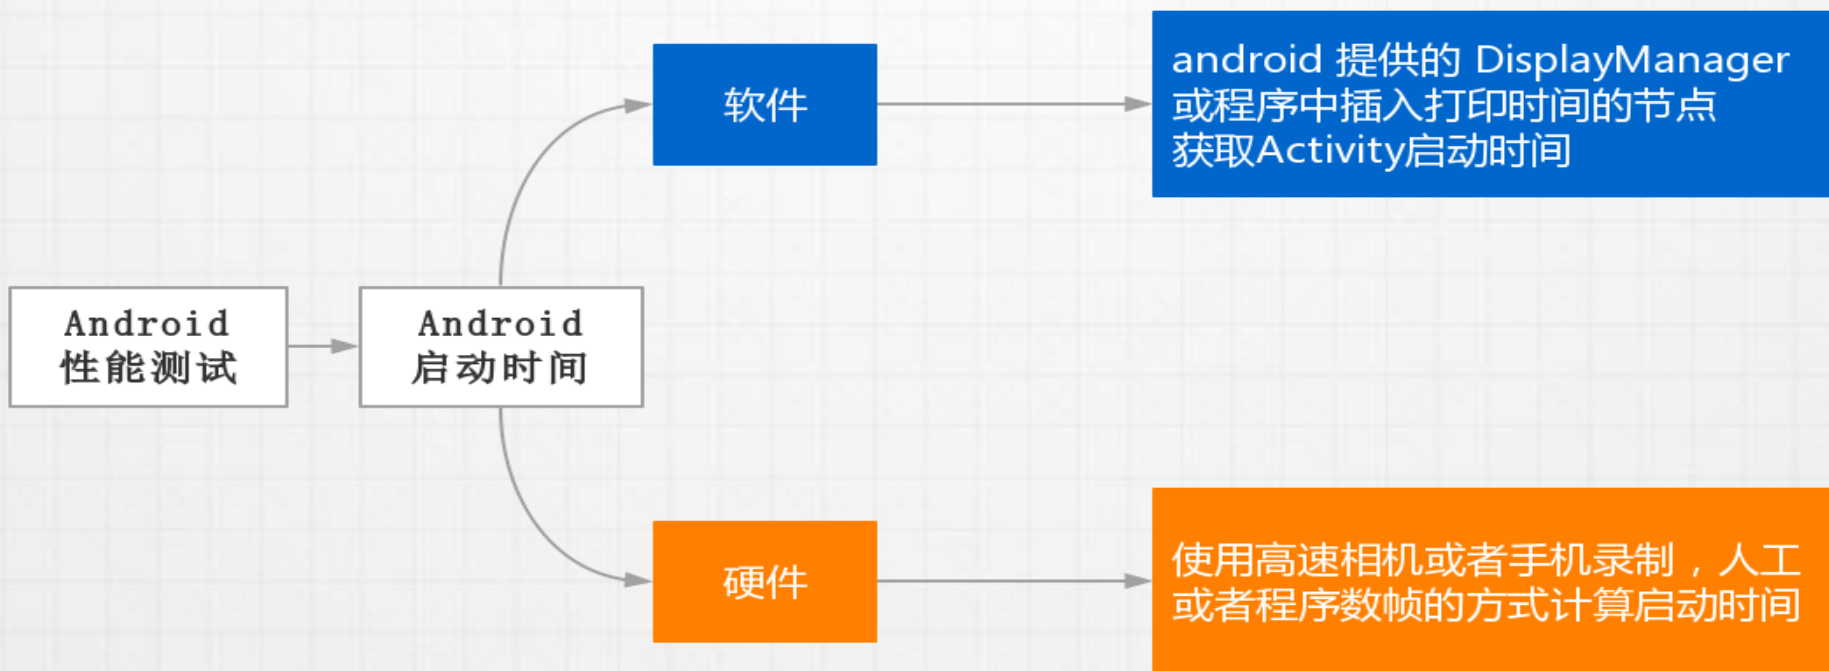 Android
性能测试
Android
启动时间
软件
android 提供的 DisplayManager
或程序中插入打印时间的节点
获取Activity启动时间
硬件
使用高速相机或者手机录制，人工
或者程序数帧的方式计算启动时间